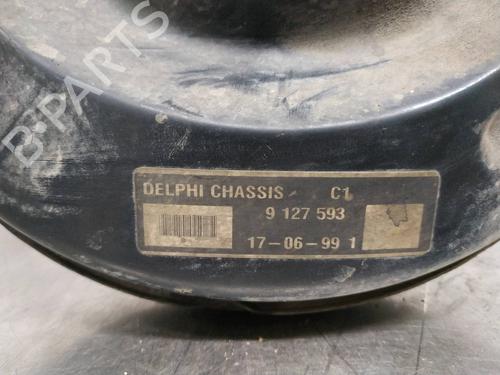 B-PARTS
DELPHI CHASSIS C1
9 127 593
17-06-99 1